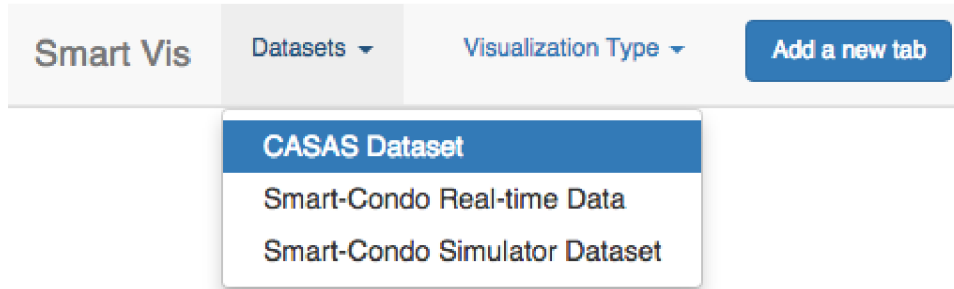 Smart Vis Datasets Visualization Type Add a new tab
CASAS Dataset
Smart-Condo Real-time Data
Smart-Condo Simulator Dataset